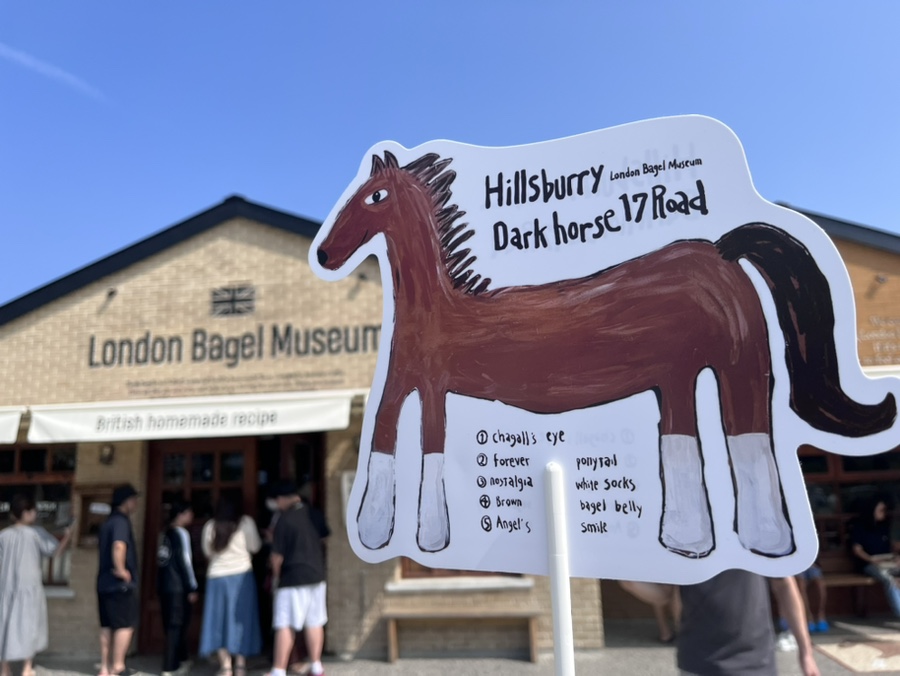 Hillsburry London Bagel Museum
Dark horse 17 Road
London Bagel Museum
British homemade recipe
① chagall's eye
② forever ponytail
③ nostalgia white socks
④ Brown bagel belly
⑤ Angel's smile